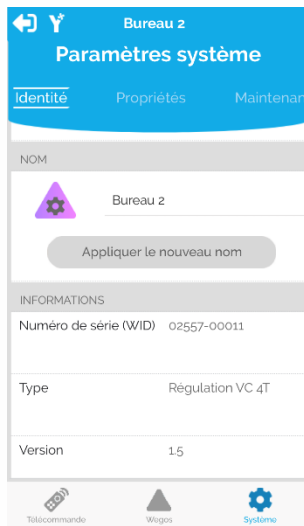 Bureau 2
Paramètres système
Identité Propriétés Maintenan
NOM
Bureau 2
Appliquer le nouveau nom
INFORMATIONS
Numéro de série (WID) 02557-00011
Type Régulation VC 4T
Version 1.5
Télécommande Wegos Système